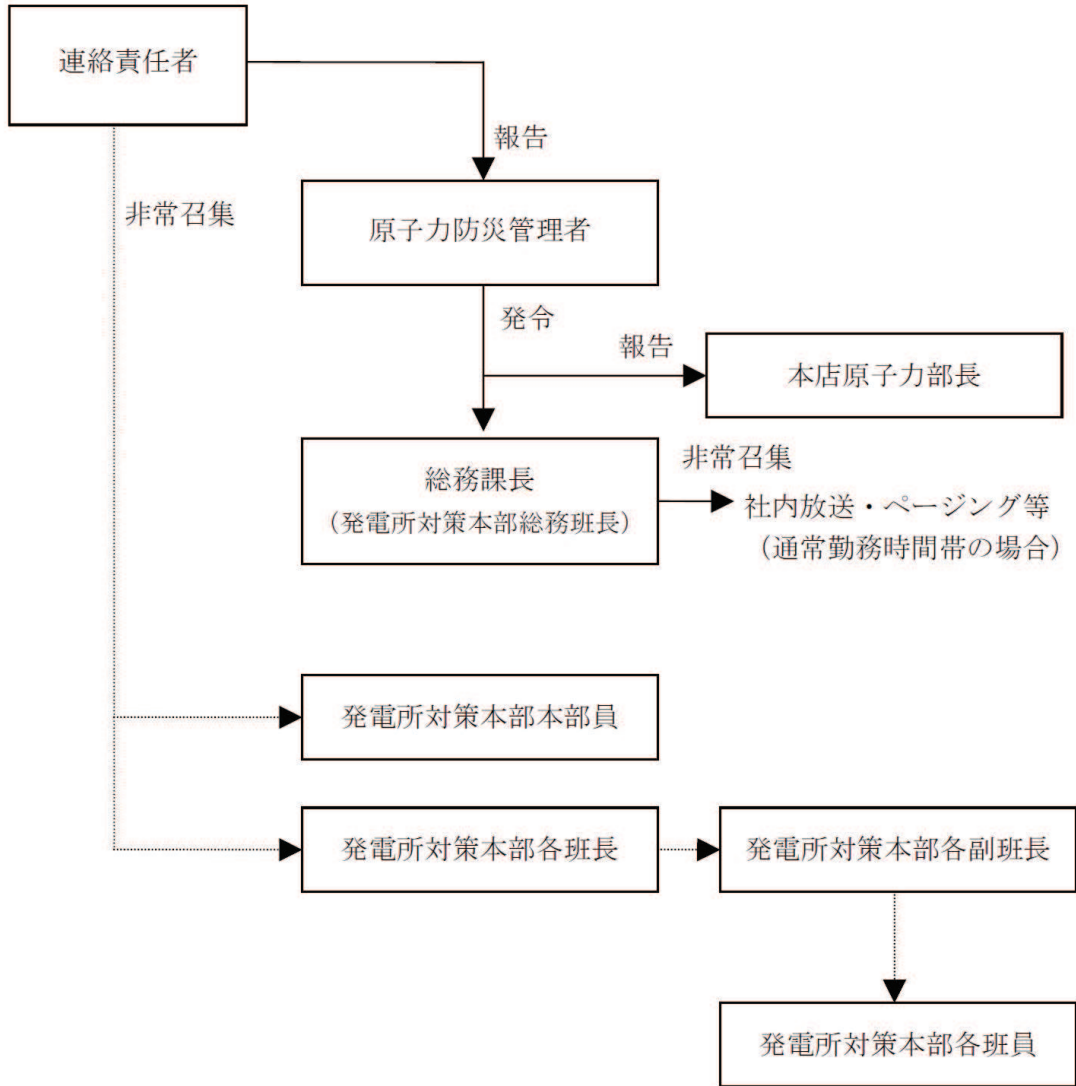 連絡責任者
報告
非常召集
原子力防災管理者
発令
報告
本店原子力部長
総務課長
（発電所対策本部総務班長）
非常召集
社内放送・ページング等
（通常勤務時間帯の場合）
発電所対策本部本部員
発電所対策本部各班長
発電所対策本部各副班長
発電所対策本部各班員